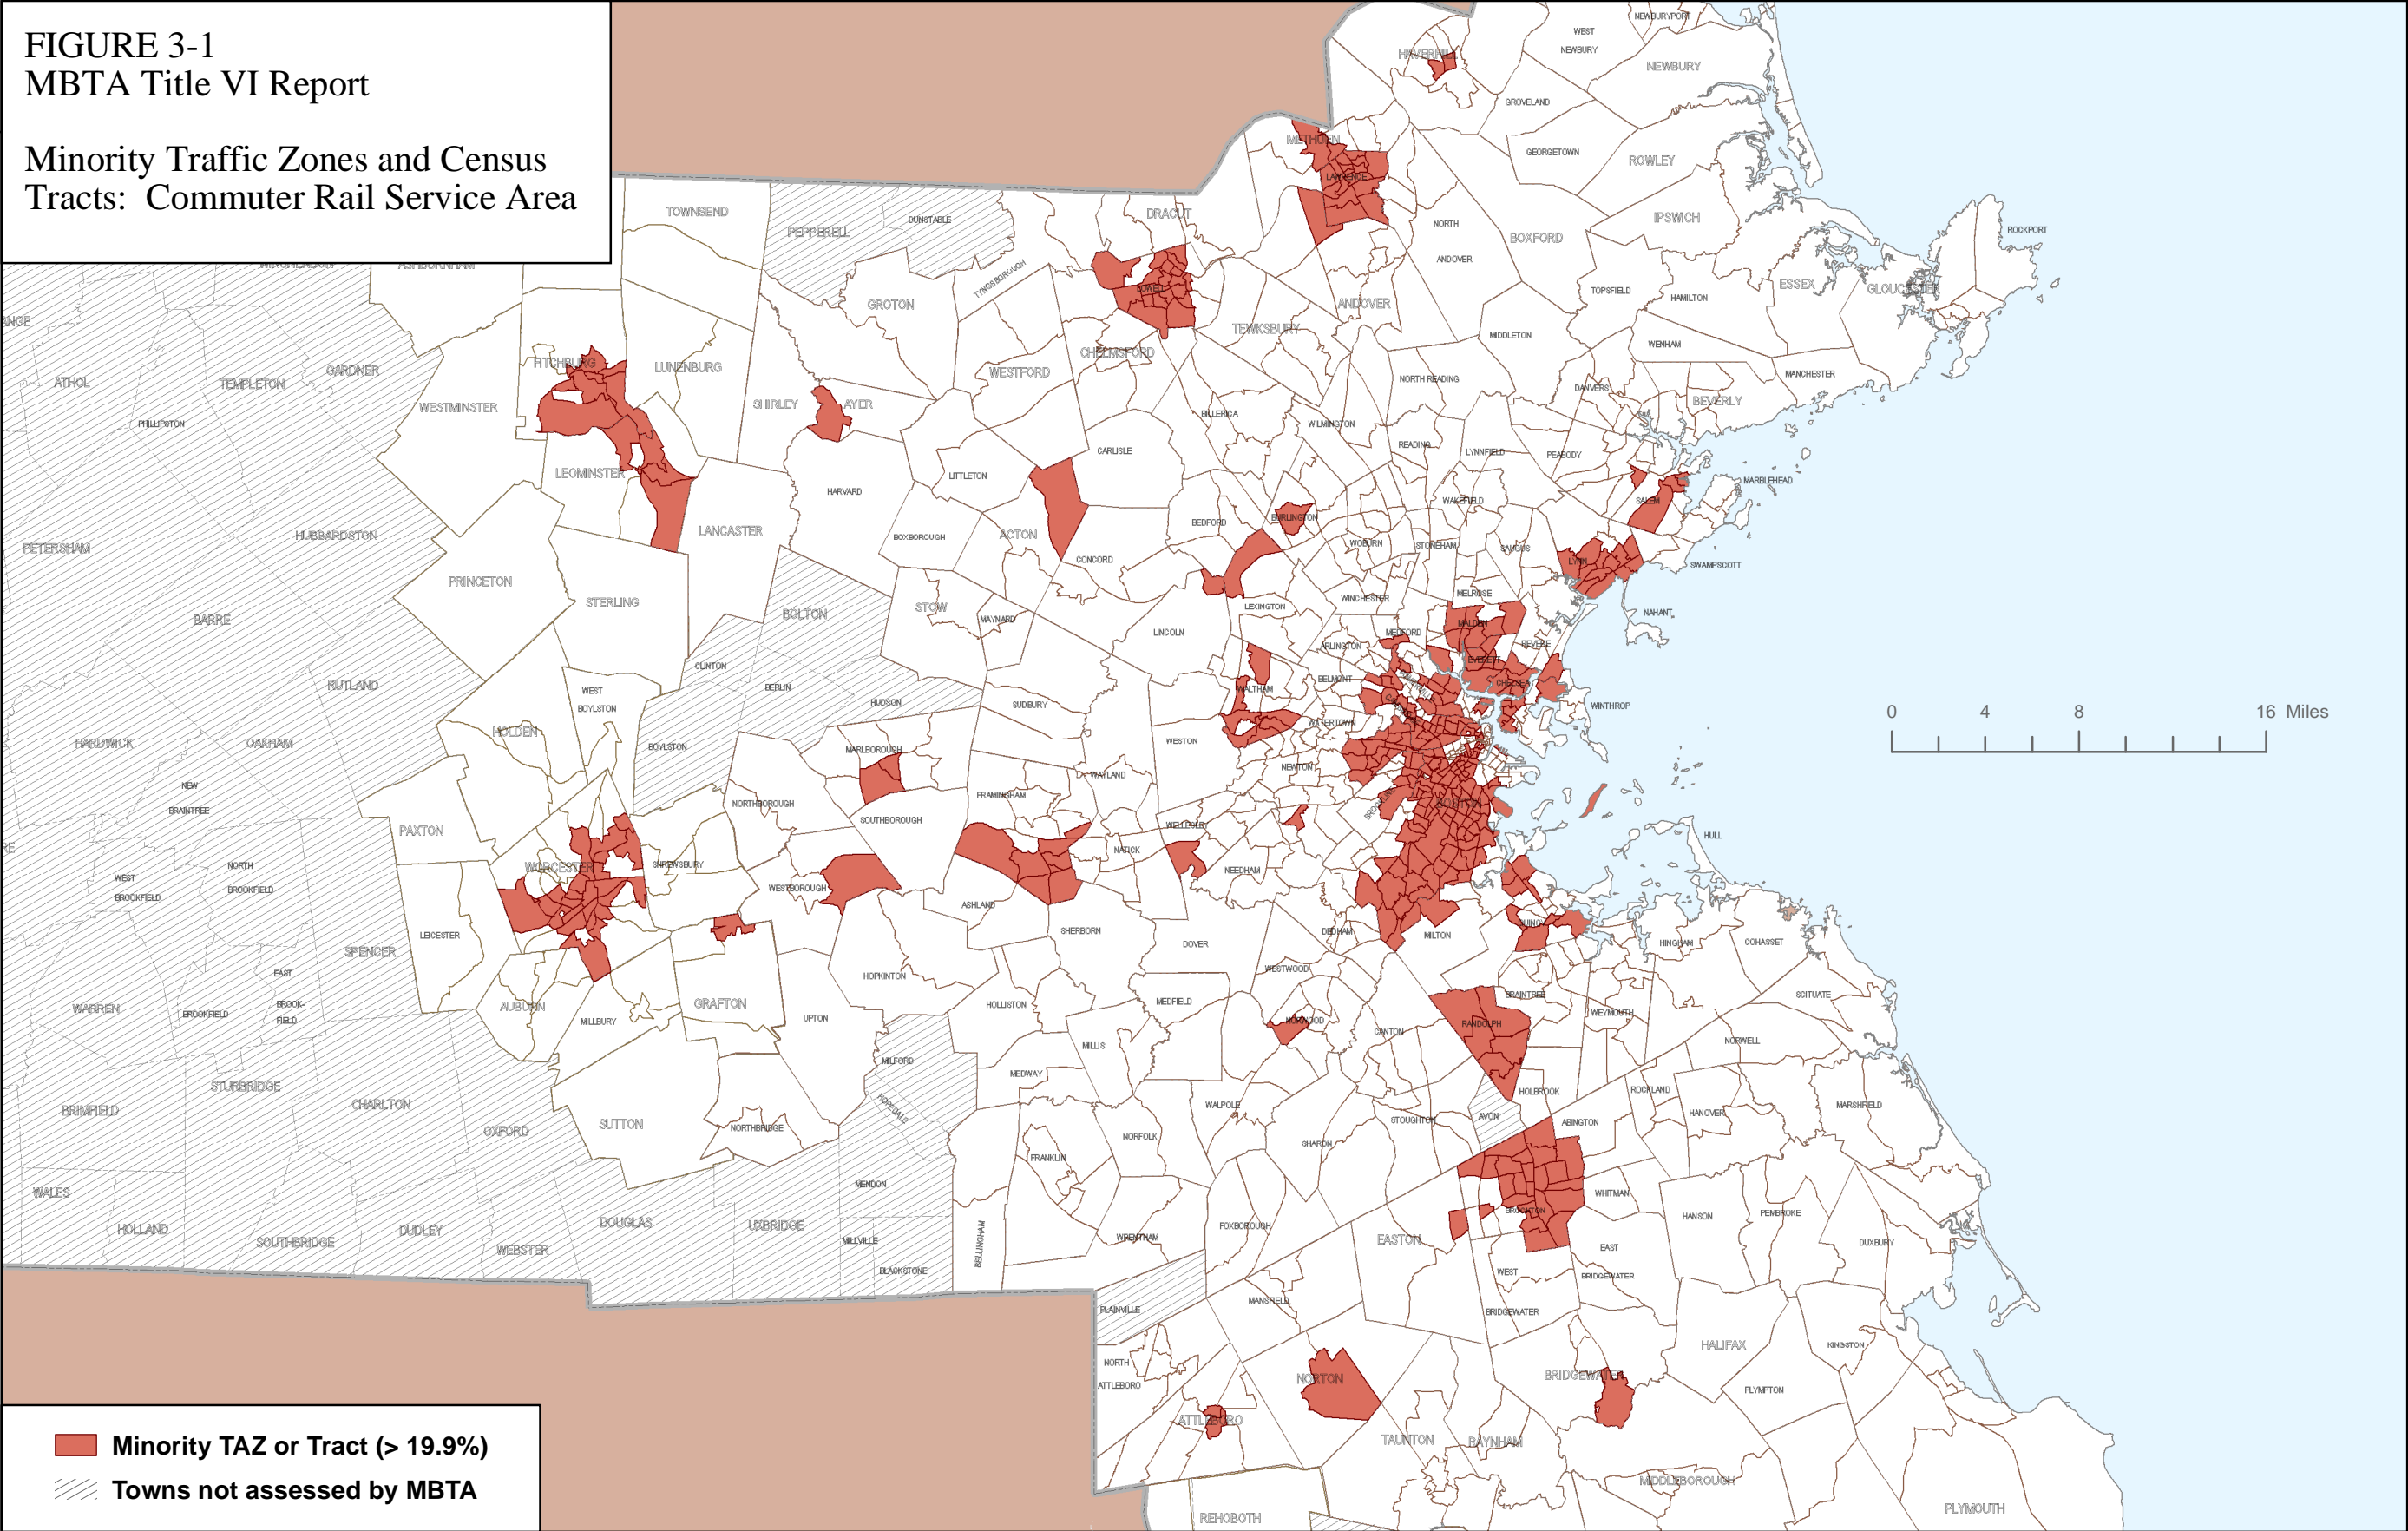 FIGURE 3-1
MBTA Title VI Report
Minority Traffic Zones and Census
Tracts: Commuter Rail Service Area
NEWBURYPORT
WEST
NEWBURY
NEWBURY
HAVERHILL
GROVELAND
METHUEN
GEORGETOWN
ROWLEY
LAWRENCE
TOWNSEND
DUNSTABLE
PEPPERELL
DRACUT
IPSWICH
NORTH
ANDOVER
BOXFORD
ROCKPORT
TYNGSBOROUGH
ESSEX
GLOUCESTER
TOPSFIELD
HAMILTON
LOWELL
GROTON
ANDOVER
TEWKSBURY
MIDDLETON
WENHAM
CHELMSFORD
WESTFORD
FITCHBURG
LUNENBURG
GARDNER
TEMPLETON
ATHOL
NORTH READING
MANCHESTER
DANVERS
BEVERLY
WESTMINSTER
SHIRLEY
AYER
BILLERICA
PHILLIPSTON
WILMINGTON
READING
LYNNFIELD
PEABODY
CARLISLE
LEOMINSTER
LITTLETON
HARVARD
MARBLEHEAD
SALEM
WAKEFIELD
BURLINGTON
BEDFORD
LANCASTER
BOXBOROUGH
ACTON
HUBBARDSTON
PETERSHAM
CONCORD
WOBURN
STONEHAM
SAUGUS
LYNN
SWAMPSCOTT
PRINCETON
STERLING
BOLTON
STOW
MAYNARD
BARRE
LEXINGTON
WINCHESTER
MELROSE
NAHANT
LINCOLN
MEDFORD
MALDEN
ARLINGTON
REVERE
EVERETT
CLINTON
BERLIN
HUDSON
RUTLAND
WEST
BOYLSTON
SUDBURY
WALTHAM
BELMONT
CHELSEA
WINTHROP
0 4 8 16 Miles
HOLDEN
HARDWICK
OAKHAM
BOYLSTON
MARLBOROUGH
WESTON
WATERTOWN
NEWTON
NEW
BRAINTREE
WAYLAND
FRAMINGHAM
NORTHBOROUGH
SOUTHBOROUGH
BOSTON
PAXTON
WELLESLEY
HULL
NATICK
NEEDHAM
WORCESTER
SHREWSBURY
WESTBOROUGH
NORTH
BROOKFIELD
WEST
BROOKFIELD
ASHLAND
SHERBORN
LEICESTER
SPENCER
DOVER
DEDHAM
MILTON
QUINCY
HINGHAM
COHASSET
EAST
BROOK-
FIELD
HOPKINTON
WESTWOOD
WARREN
BROOKFIELD
AUBURN
GRAFTON
MILLBURY
UPTON
HOLLISTON
MEDFIELD
BRAINTREE
SCITUATE
WEYMOUTH
NORWOOD
RANDOLPH
CANTON
MILLIS
NORWELL
MILFORD
MEDWAY
STURBRIDGE
CHARLTON
BRIMFIELD
OXFORD
SUTTON
HOPEDALE
NORTHBRIDGE
WALPOLE
HOLBROOK
ROCKLAND
HANOVER
MARSHFIELD
AVON
ABINGTON
STOUGHTON
NORFOLK
SHARON
FRANKLIN
MENDON
WALES
HOLLAND
SOUTHBRIDGE
DUDLEY
WEBSTER
DOUGLAS
UXBRIDGE
MILLVILLE
BLACKSTONE
BELLINGHAM
WRENTHAM
FOXBOROUGH
EASTON
BROCKTON
WHITMAN
HANSON
PEMBROKE
DUXBURY
EAST
BRIDGEWATER
WEST
BRIDGEWATER
PLAINVILLE
MANSFIELD
HALIFAX
KINGSTON
NORTH
ATTLEBORO
NORTON
BRIDGEWATER
PLYMPTON
ATTLEBORO
TAUNTON
RAYNHAM
MIDDLEBOROUGH
PLYMOUTH
REHOBOTH
Minority TAZ or Tract (> 19.9%)
Towns not assessed by MBTA